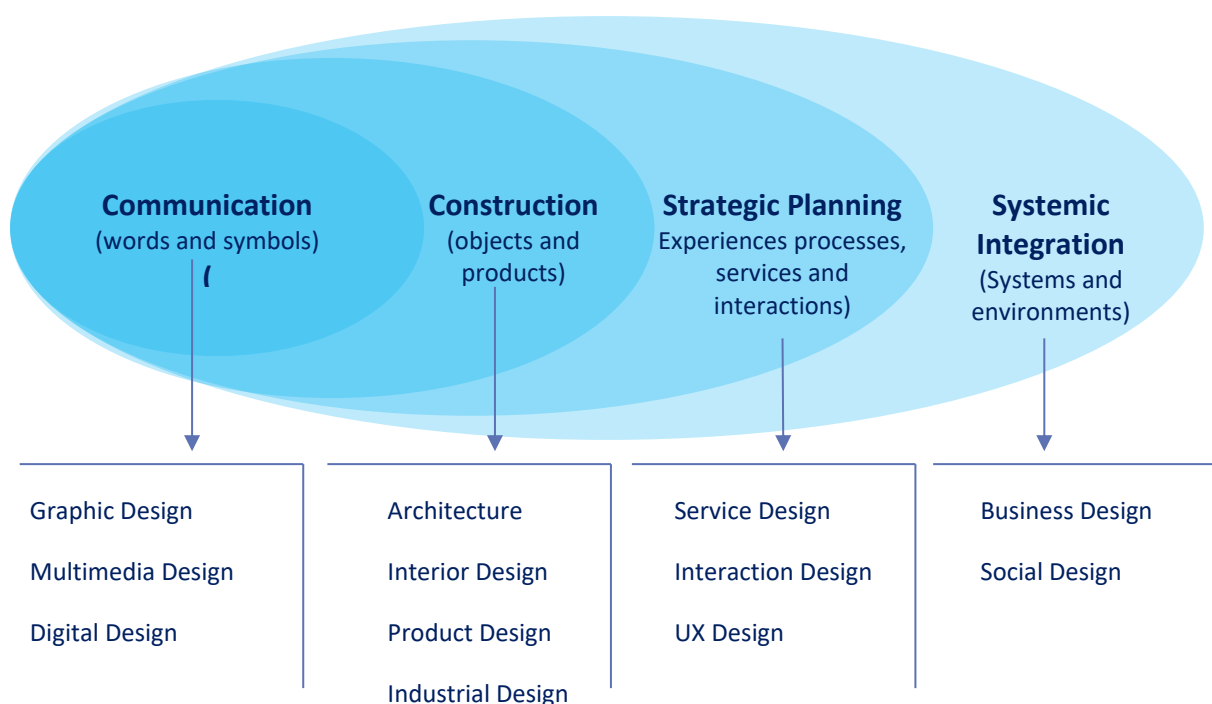 Communication
(words and symbols)
(
Construction
(objects and
products)
Strategic Planning
Experiences processes,
services and
interactions)
Systemic
Integration
(Systems and
environments)
Graphic Design
Multimedia Design
Digital Design
Architecture
Interior Design
Product Design
Industrial Design
Service Design
Interaction Design
UX Design
Business Design
Social Design